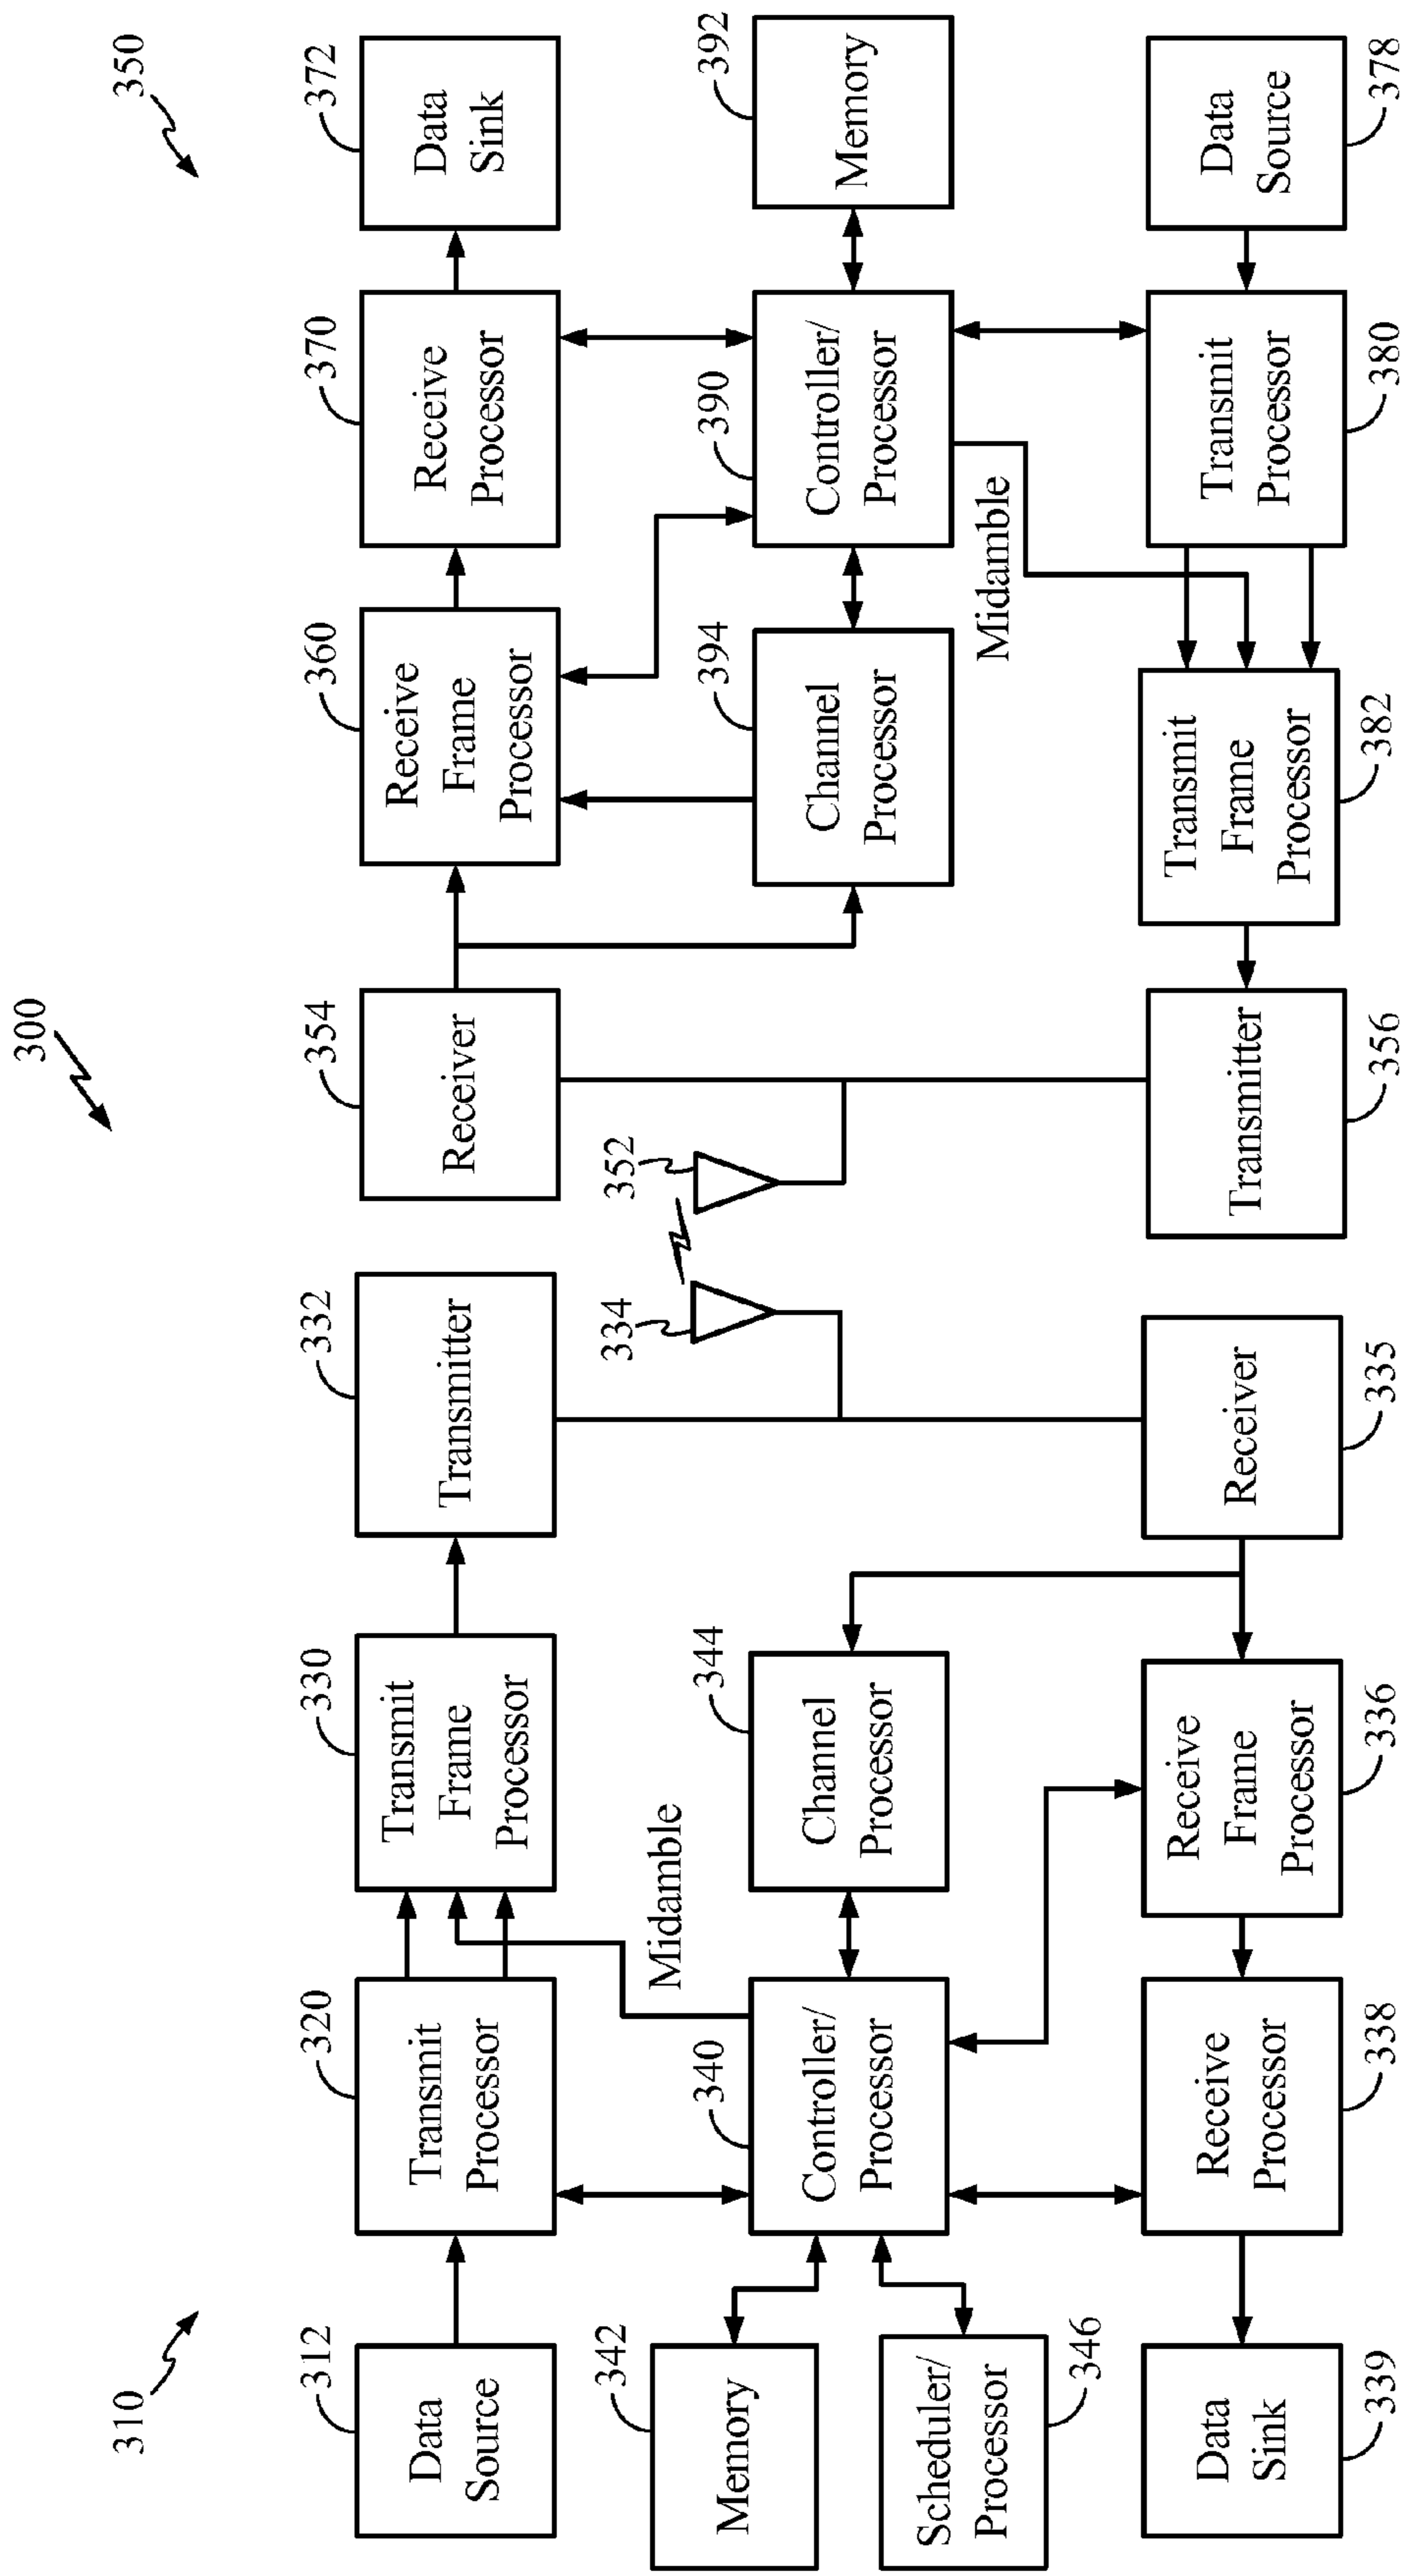 300
310
350
312
Data
Source
320
Transmit
Processor
330
Transmit
Frame
Processor
332
Transmitter
354
Receiver
360
Receive
Frame
Processor
370
Receive
Processor
372
Data
Sink
Midamble
334
352
342
Memory
340
Controller/
Processor
344
Channel
Processor
394
Channel
Processor
390
Controller/
Processor
392
Memory
Scheduler/
Processor
346
Midamble
Data
Sink
339
Receive
Processor
338
Receive
Frame
Processor
336
Receiver
335
Transmitter
356
Transmit
Frame
Processor
382
Transmit
Processor
380
Data
Source
378